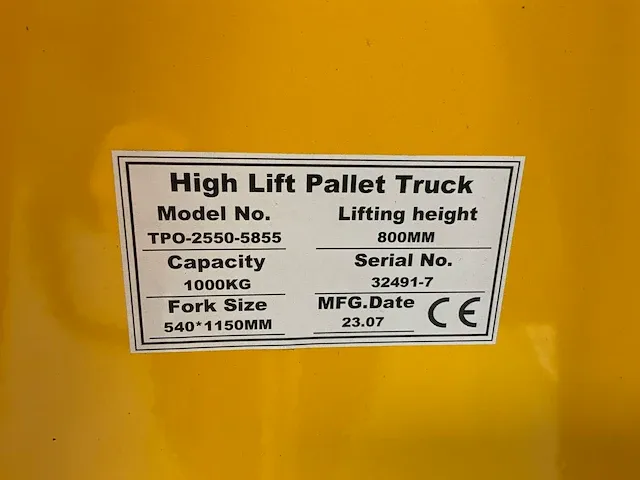 High Lift Pallet Truck
Model No.
TPO-2550-5855
Lifting height
800MM
Capacity
1000KG
Serial No.
32491-7
Fork Size
540*1150MM
MFG.Date
23.07
CE